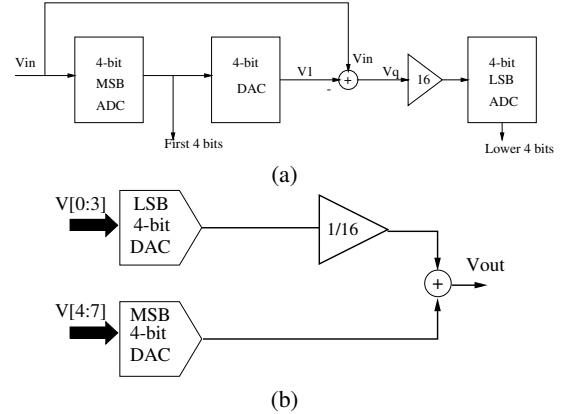 Vin
4-bit
MSB
ADC
4-bit
DAC
V1
-
+
Vin
Vq
16
4-bit
LSB
ADC
First 4 bits
Lower 4 bits
(a)
V[0:3]
LSB
4-bit
DAC
1/16
V[4:7]
MSB
4-bit
DAC
+
Vout
(b)